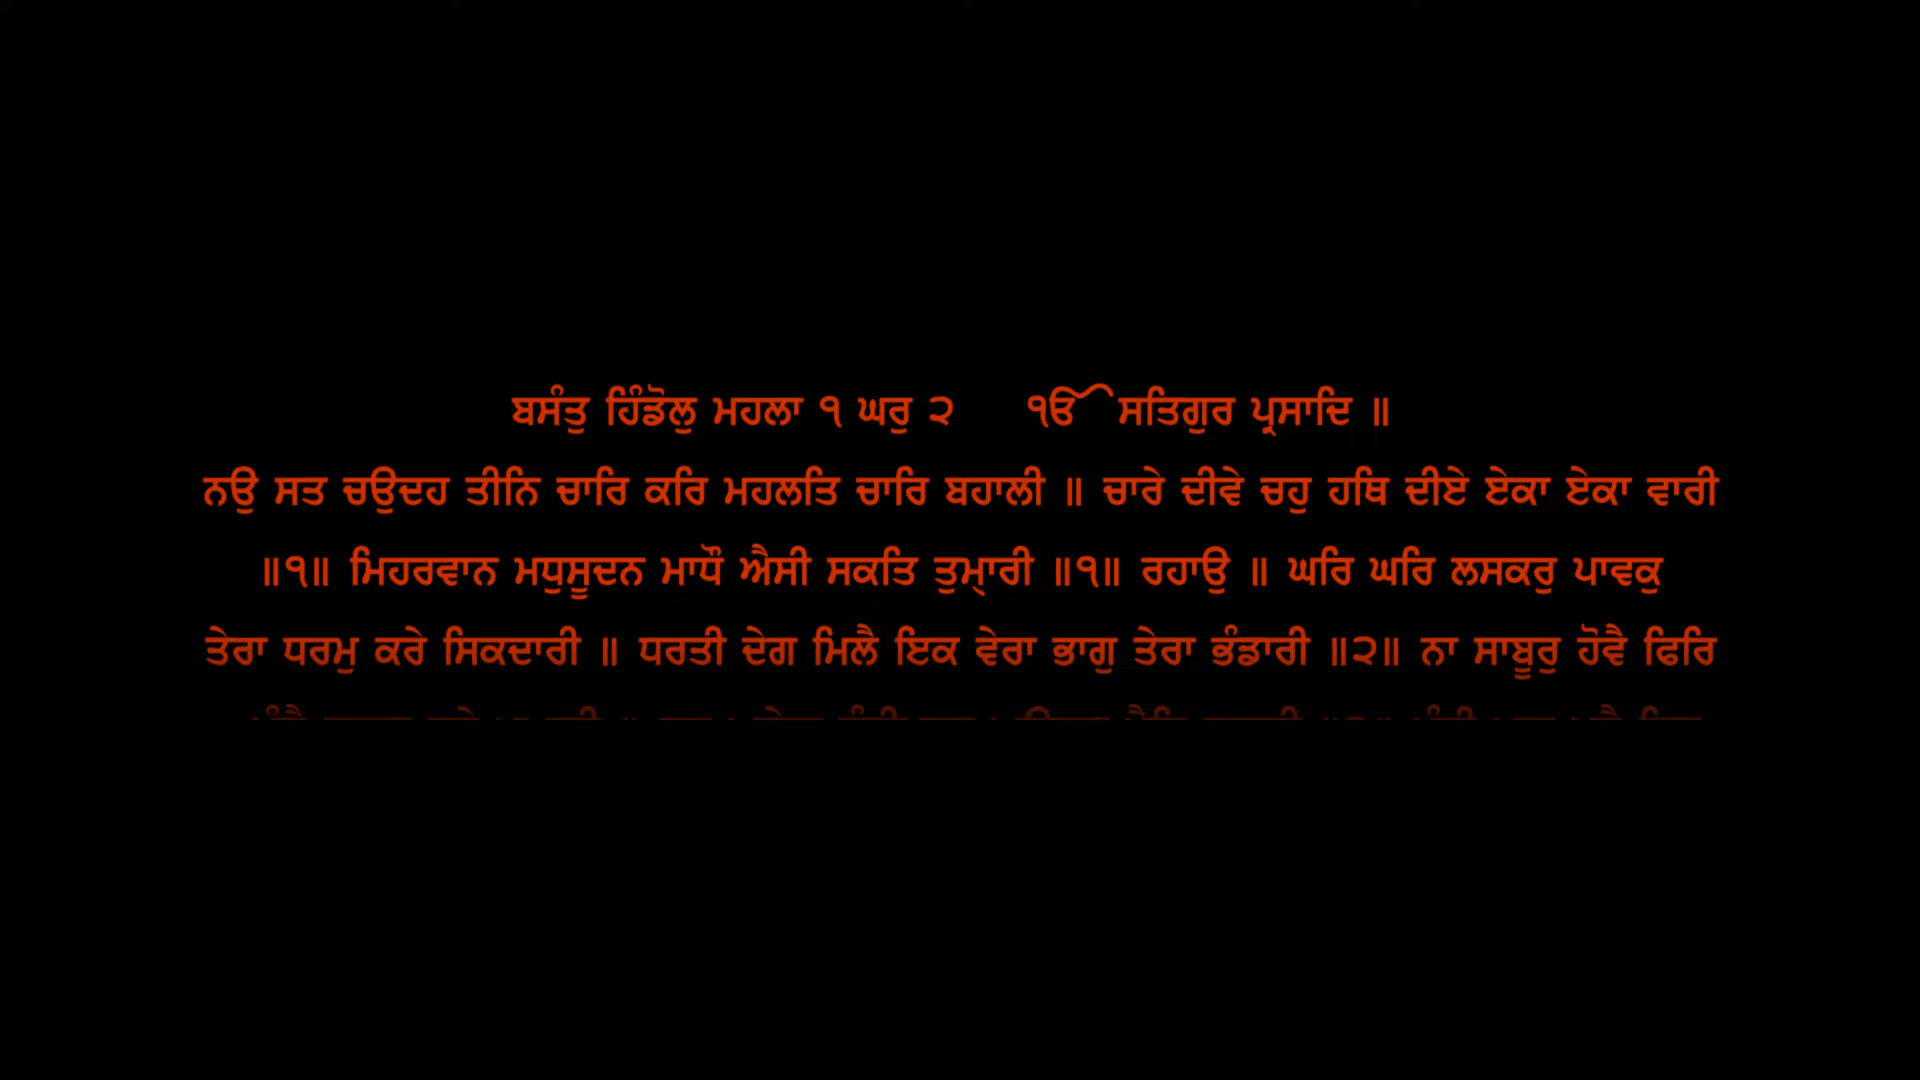 ਬਸੰਤੁ ਹਿੰਡੋਲੁ ਮਹਲਾ ੧ ਘਰੁ ੨ ੴ ਸਤਿਗੁਰ ਪ੍ਰਸਾਦਿ ॥
ਨਉ ਸਤ ਚਉਦਹ ਤੀਨਿ ਚਾਰਿ ਕਰਿ ਮਹਲਤਿ ਚਾਰਿ ਬਹਾਲੀ ॥ ਚਾਰੇ ਦੀਵੇ ਚਹੁ ਹਥਿ ਦੀਏ ਏਕਾ ਏਕਾ ਵਾਰੀ
॥੧॥ ਮਿਹਰਵਾਨ ਮਧੁਸੂਦਨ ਮਾਧੌ ਐਸੀ ਸਕਤਿ ਤੁਮ੍ਹਾਰੀ ॥੧॥ ਰਹਾਉ ॥ ਘਰਿ ਘਰਿ ਲਸਕਰੁ ਪਾਵਕੁ
ਤੇਰਾ ਧਰਮੁ ਕਰੇ ਸਿਕਦਾਰੀ ॥ ਧਰਤੀ ਦੇਗ ਮਿਲੈ ਇਕ ਵੇਰਾ ਭਾਗੁ ਤੇਰਾ ਭੰਡਾਰੀ ॥੨॥ ਨਾ ਸਾਬੂਰੁ ਹੋਵੈ ਫਿਰਿ